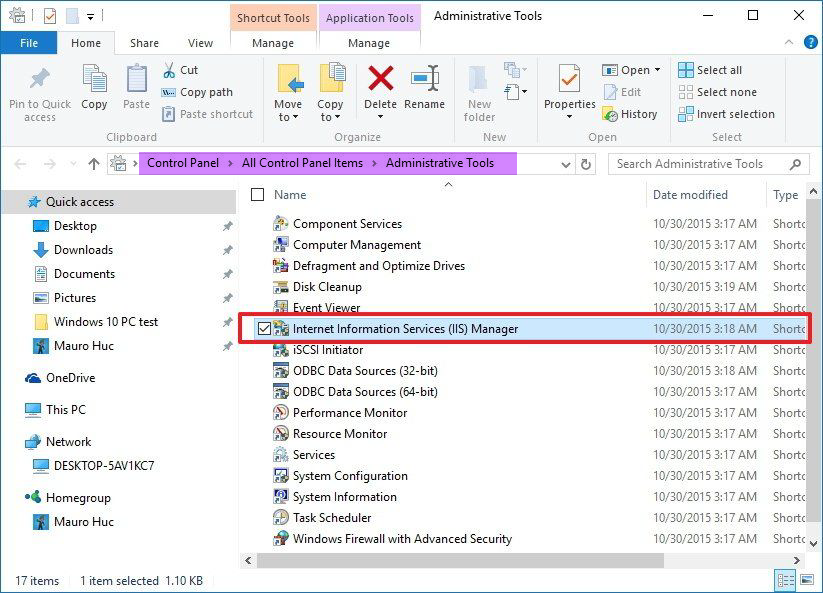 Shortcut Tools Application Tools Administrative Tools
File Home Share View Manage Manage
Pin to Quick access
Copy
Paste
Cut
Copy path
Paste shortcut
Clipboard
Move to
Copy to
Delete
Rename
Organize
New folder
New
Properties
Open
Edit
History
Open
Select all
Select none
Invert selection
Select
Control Panel > All Control Panel Items > Administrative Tools
Search Administrative Tools
Quick access
Desktop
Downloads
Documents
Pictures
Windows 10 PC test
Mauro Huc
OneDrive
This PC
Network
DESKTOP-5AV1KC7
Homegroup
Mauro Huc
Name Date modified Type
Component Services 10/30/2015 3:17 AM Shortc
Computer Management 10/30/2015 3:17 AM Shortc
Defragment and Optimize Drives 10/30/2015 3:17 AM Shortc
Disk Cleanup 10/30/2015 3:19 AM Shortc
Event Viewer 10/30/2015 3:17 AM Shortc
Internet Information Services (IIS) Manager 10/30/2015 3:18 AM Shortc
iSCSI Initiator 10/30/2015 3:17 AM Shortc
ODBC Data Sources (32-bit) 10/30/2015 3:18 AM Shortc
ODBC Data Sources (64-bit) 10/30/2015 3:17 AM Shortc
Performance Monitor 10/30/2015 3:17 AM Shortc
Resource Monitor 10/30/2015 3:17 AM Shortc
Services 10/30/2015 3:17 AM Shortc
System Configuration 10/30/2015 3:17 AM Shortc
System Information 10/30/2015 3:17 AM Shortc
Task Scheduler 10/30/2015 3:17 AM Shortc
Windows Firewall with Advanced Security 10/30/2015 3:17 AM Shortc
17 items 1 item selected 1.10 KB